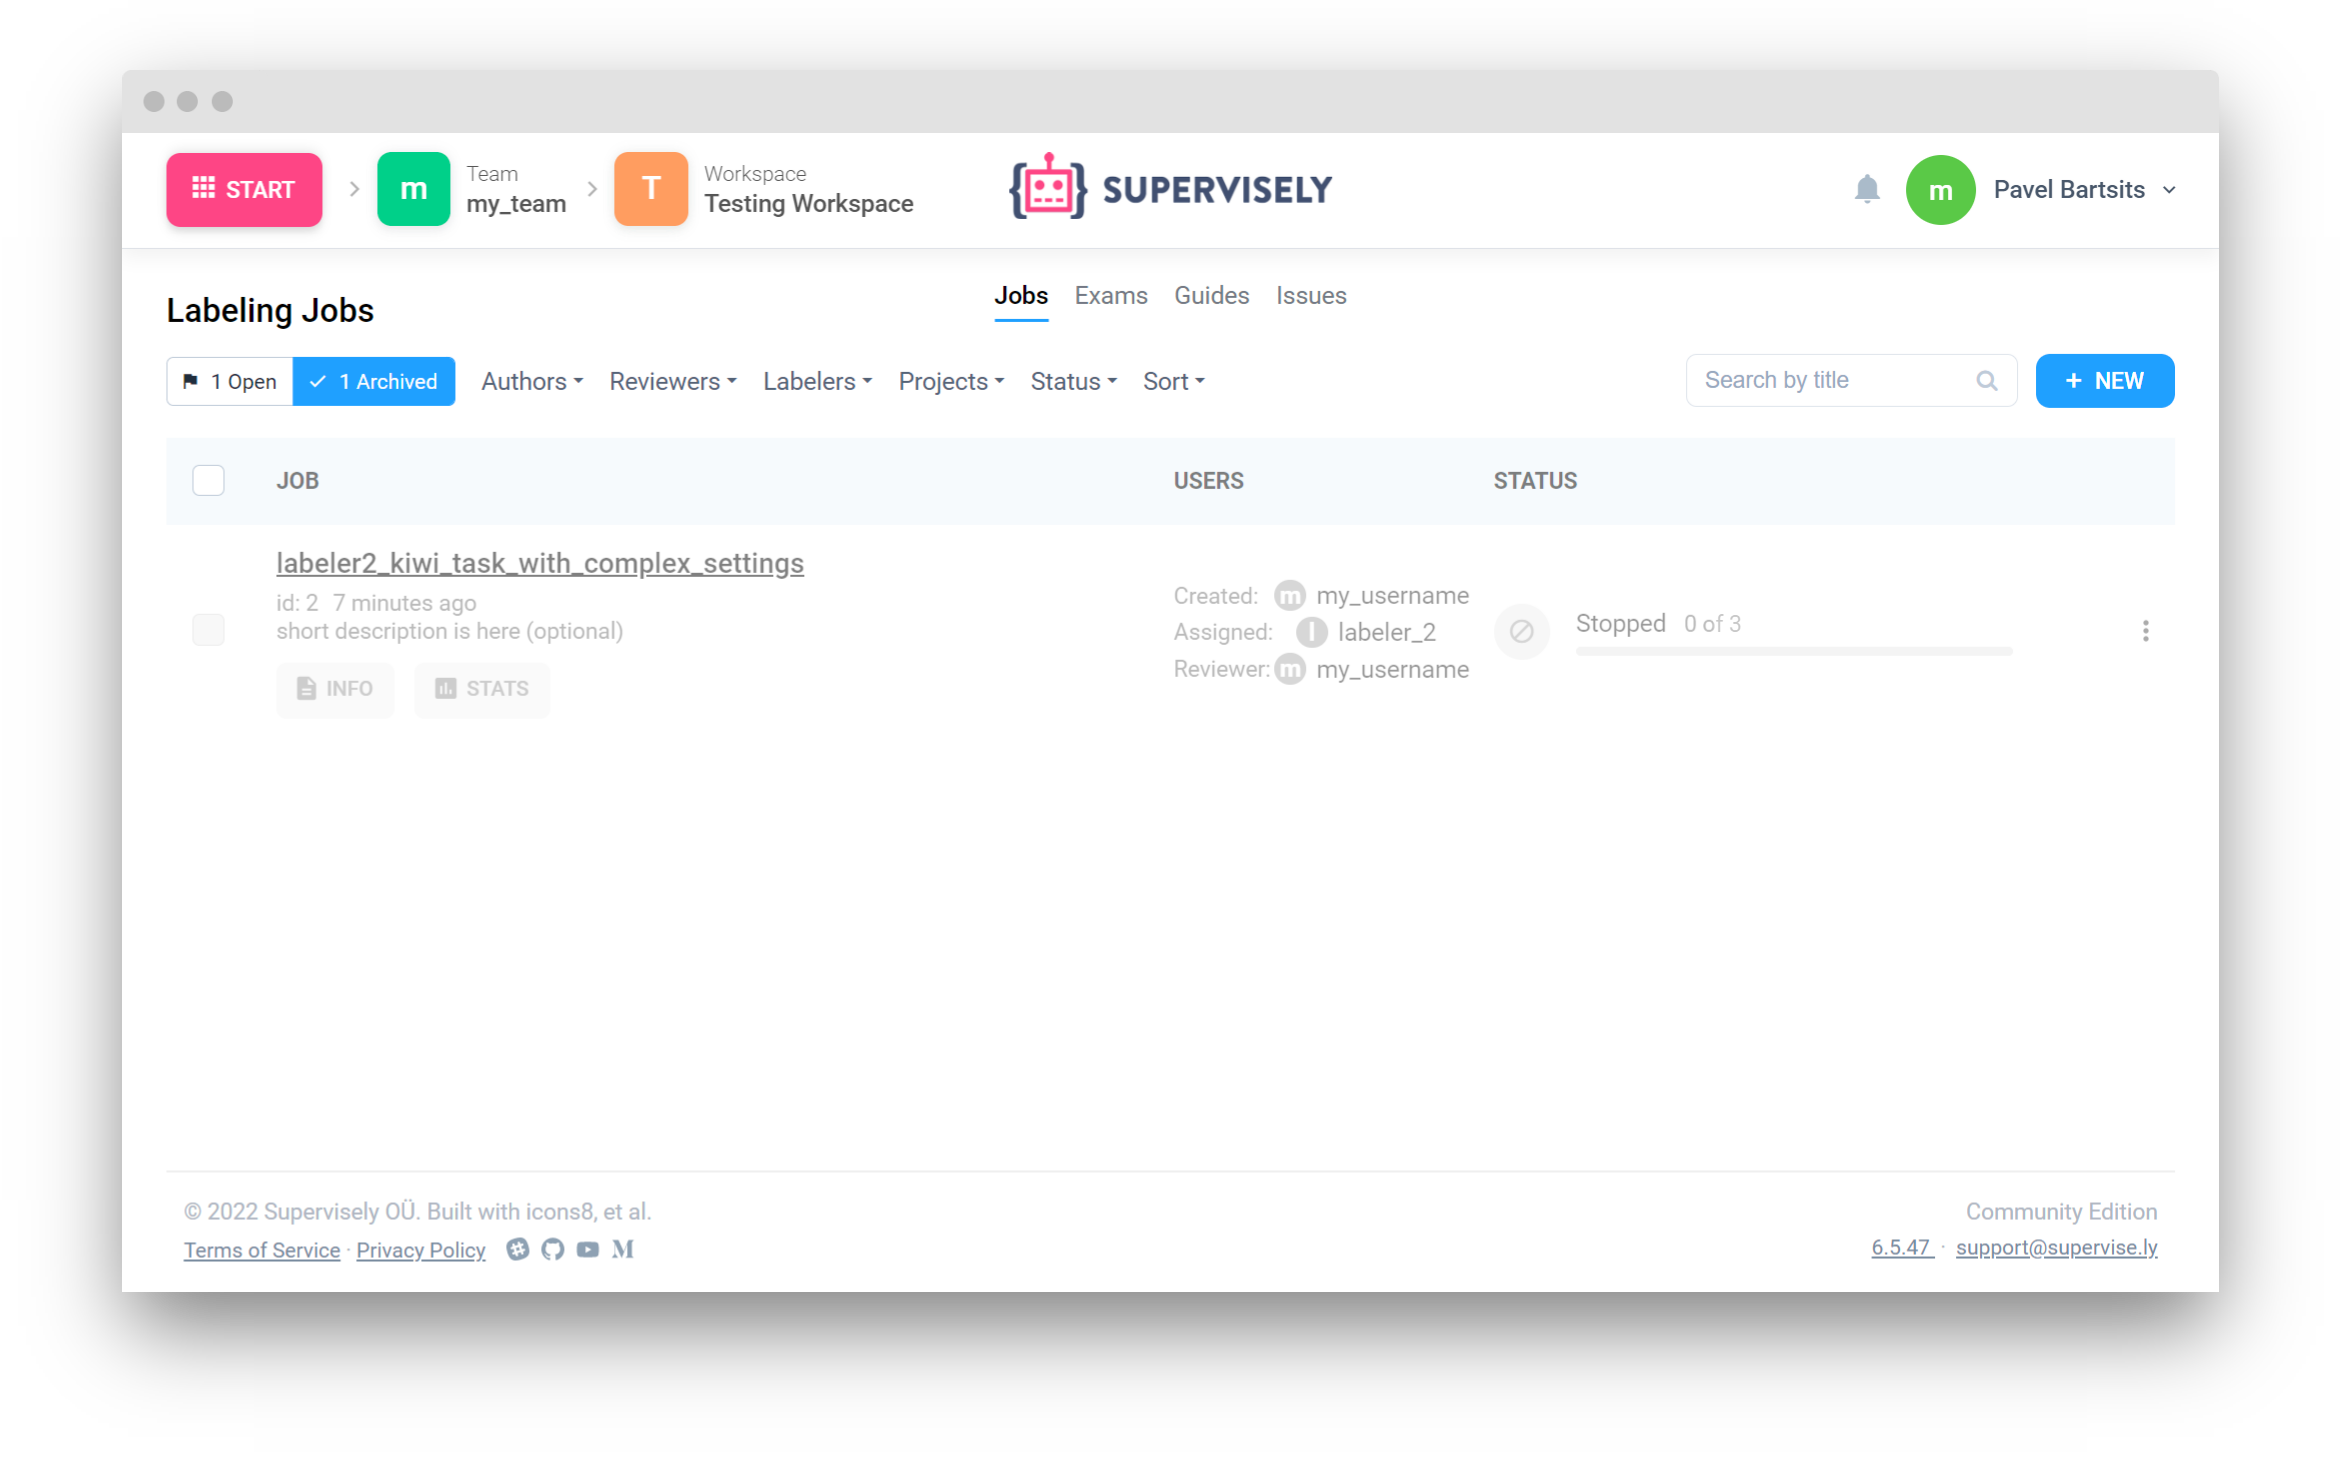 START
m
Team
my_team
T
Workspace
Testing Workspace
SUPERVISELY
m
Pavel Bartsits
Labeling Jobs
Jobs Exams Guides Issues
1 Open
1 Archived
Authors Reviewers Labelers Projects Status Sort
Search by title
+ NEW
JOB USERS STATUS
labeler2_kiwi_task_with_complex_settings
id: 2 7 minutes ago
short description is here (optional)
INFO STATS
Created: m my_username
Assigned: l labeler_2
Reviewer: m my_username
Stopped 0 of 3
© 2022 Supervisely OÜ. Built with icons8, et al.
Terms of Service · Privacy Policy
Community Edition
6.5.47 · support@supervise.ly